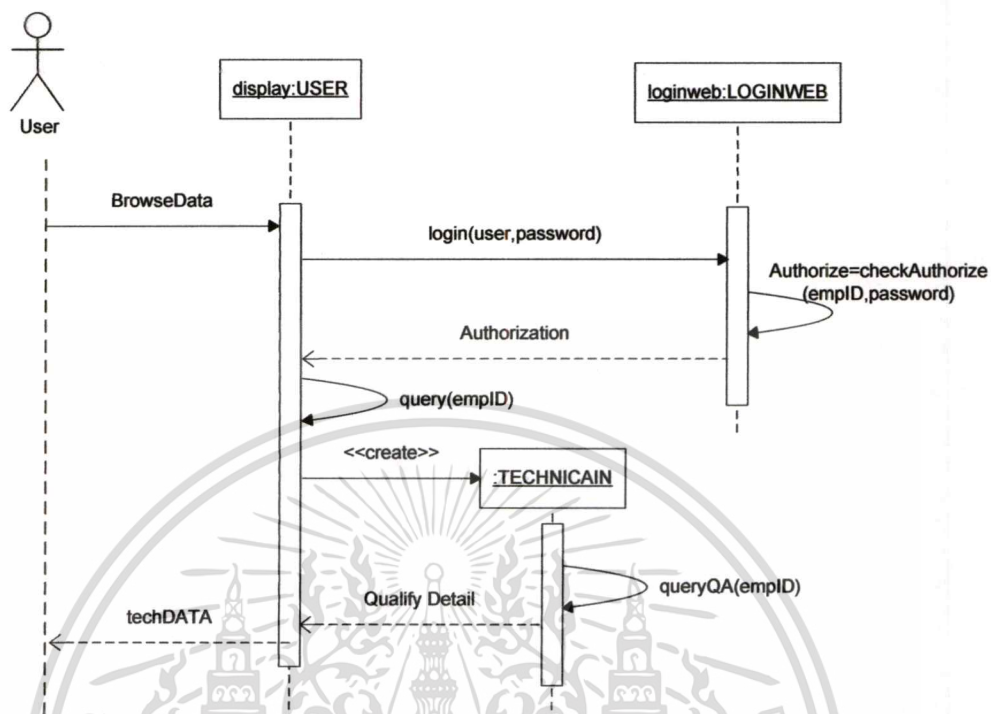 display:USER
loginweb:LOGINWEB
User
BrowseData
login(user,password)
Authorize=checkAuthorize
(empID,password)
Authorization
query(empID)
<<create>>
:TECHNICAIN
queryQA(empID)
Qualify Detail
techDATA